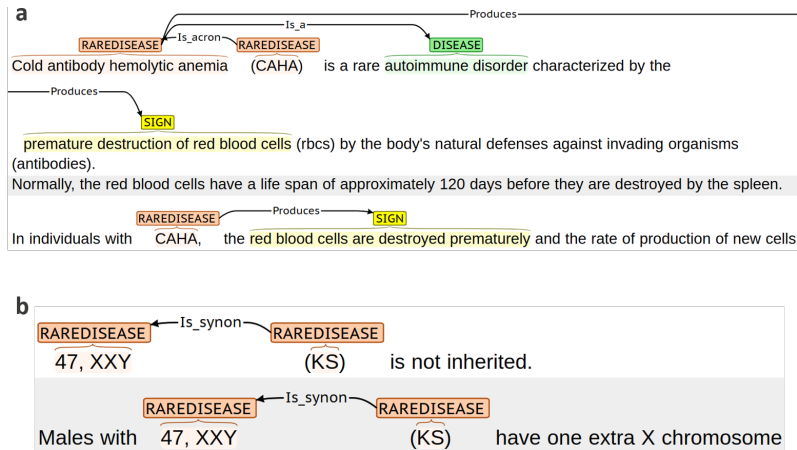 a
Produces
Is_a
RAREDISEASE Is_acron RAREDISEASE DISEASE
Cold antibody hemolytic anemia (CAHA) is a rare autoimmune disorder characterized by the
Produces
SIGN
premature destruction of red blood cells (rbcs) by the body's natural defenses against invading organisms
(antibodies).
Normally, the red blood cells have a life span of approximately 120 days before they are destroyed by the spleen.
RAREDISEASE Produces SIGN
In individuals with CAHA, the red blood cells are destroyed prematurely and the rate of production of new cells
b
RAREDISEASE Is_synon RAREDISEASE
47, XXY (KS) is not inherited.
RAREDISEASE Is_synon RAREDISEASE
Males with 47, XXY (KS) have one extra X chromosome